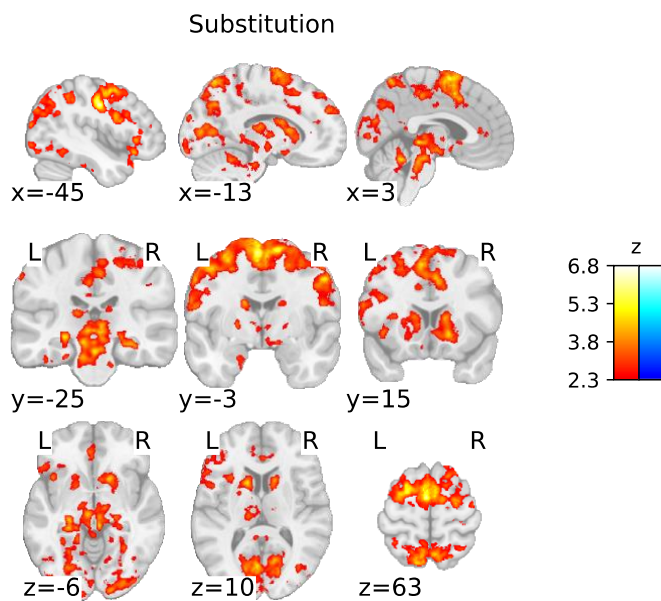 Substitution
x=-45
x=-13
x=3
L R L R L R
y=-25
y=-3
y=15
z
6.8
5.3
3.8
2.3
L R L R L R
z=-6
z=10
z=63